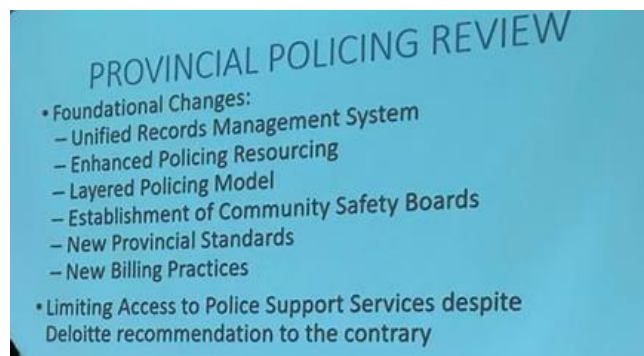 PROVINCIAL POLICING REVIEW
• Foundational Changes:
– Unified Records Management System
– Enhanced Policing Resourcing
– Layered Policing Model
– Establishment of Community Safety Boards
– New Provincial Standards
– New Billing Practices
• Limiting Access to Police Support Services despite
Deloitte recommendation to the contrary